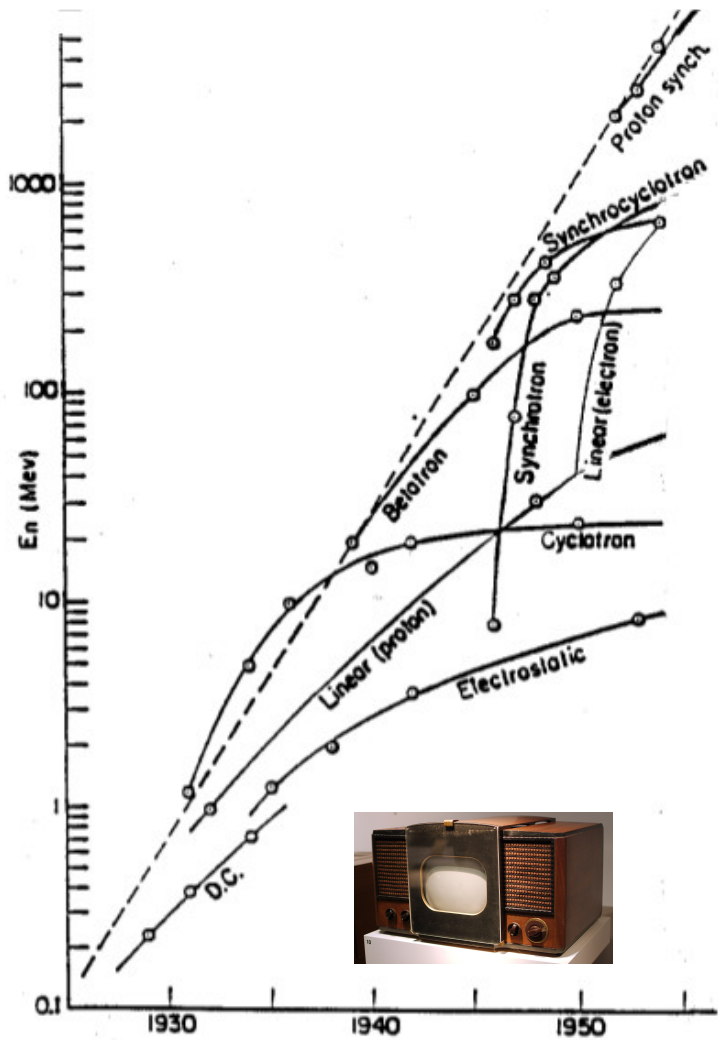 Proton synch.
1000
Synchrocyclotron
100
Synchrotron
Linear(electron)
Betatron
En (Mev)
Cyclotron
10
Linear (proton)
Electrostatic
1
D.C.
0.1
1930
1940
1950